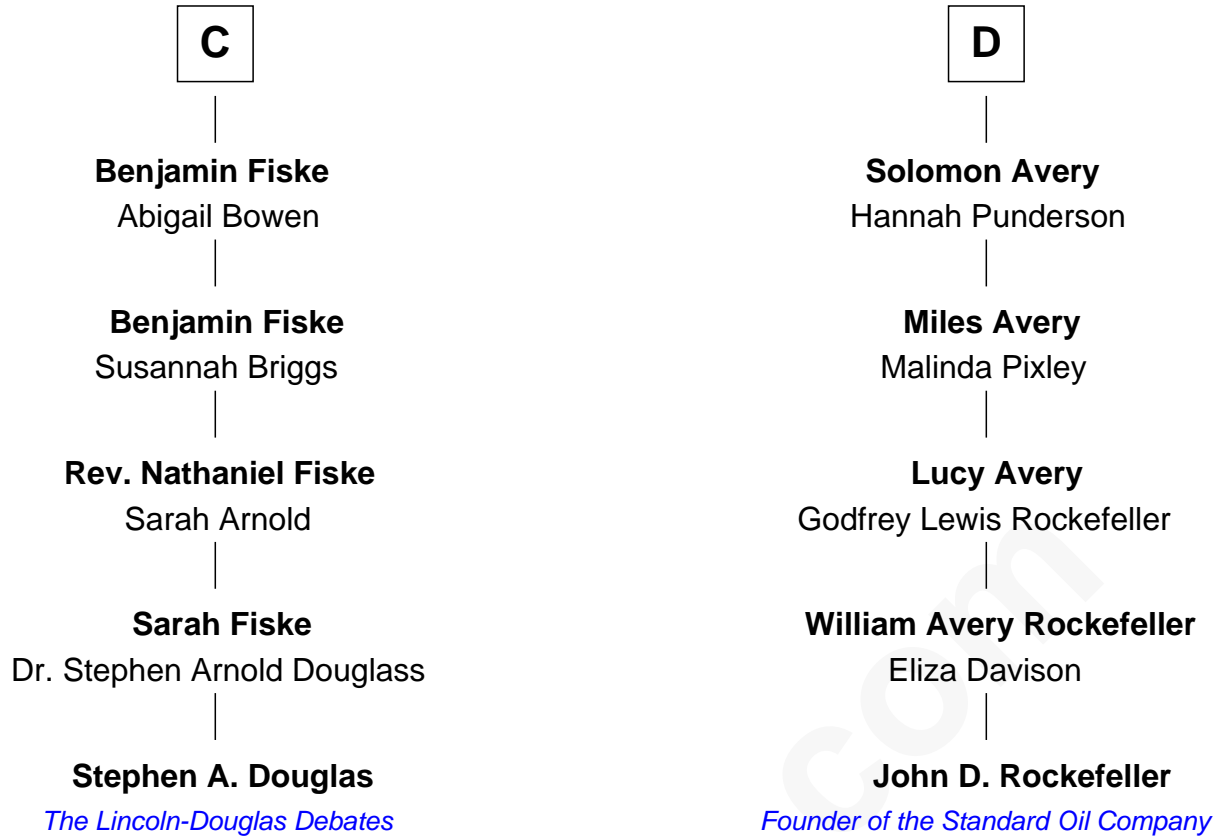 C
Benjamin Fiske
Abigail Bowen
Benjamin Fiske
Susannah Briggs
Rev. Nathaniel Fiske
Sarah Arnold
Sarah Fiske
Dr. Stephen Arnold Douglass
Stephen A. Douglas
The Lincoln-Douglas Debates
D
Solomon Avery
Hannah Punderson
Miles Avery
Malinda Pixley
Lucy Avery
Godfrey Lewis Rockefeller
William Avery Rockefeller
Eliza Davison
John D. Rockefeller
Founder of the Standard Oil Company
com